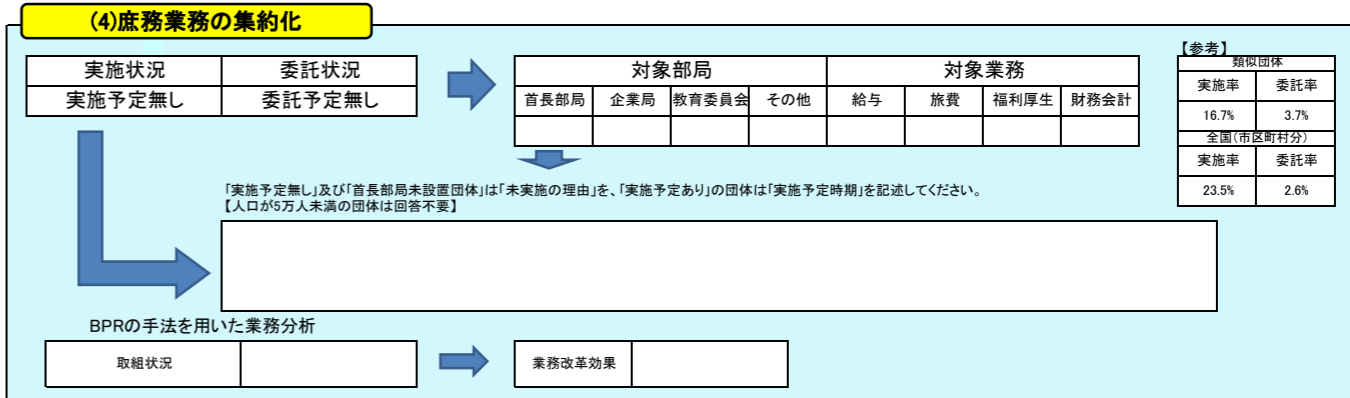 (4)庶務業務の集約化
【参考】
実施状況 委託状況
実施予定無し 委託予定無し
対象部局 対象業務
首長部局 企業局 教育委員会 その他 給与 旅費 福利厚生 財務会計
類似団体
実施率 委託率
16.7% 3.7%
全国(市区町村分)
実施率 委託率
23.5% 2.6%
「実施予定無し」及び「首長部局未設置団体」は「未実施の理由」を、「実施予定あり」の団体は「実施予定時期」を記述してください。
【人口が5万人未満の団体は回答不要】
BPRの手法を用いた業務分析
取組状況
業務改革効果